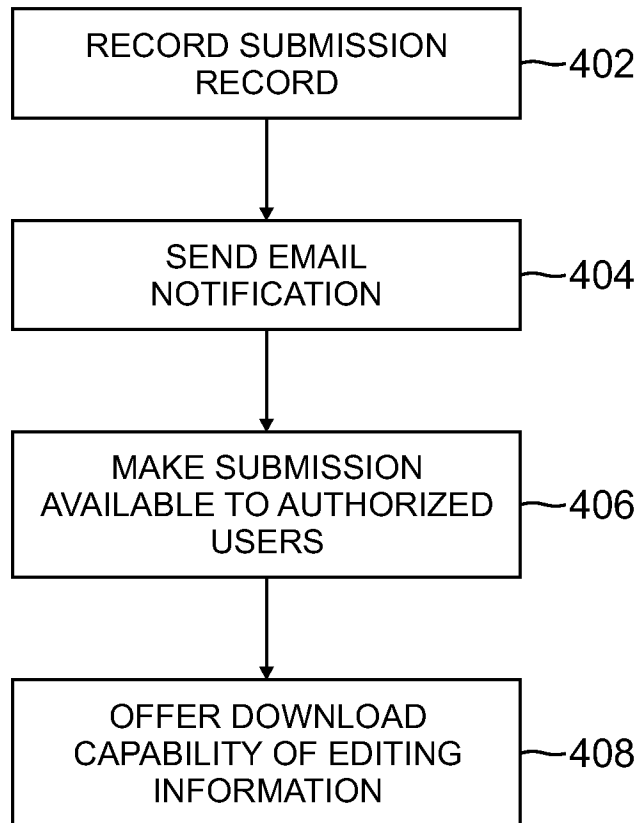 RECORD SUBMISSION
RECORD
402
SEND EMAIL
NOTIFICATION
404
MAKE SUBMISSION
AVAILABLE TO AUTHORIZED
USERS
406
OFFER DOWNLOAD
CAPABILITY OF EDITING
INFORMATION
408